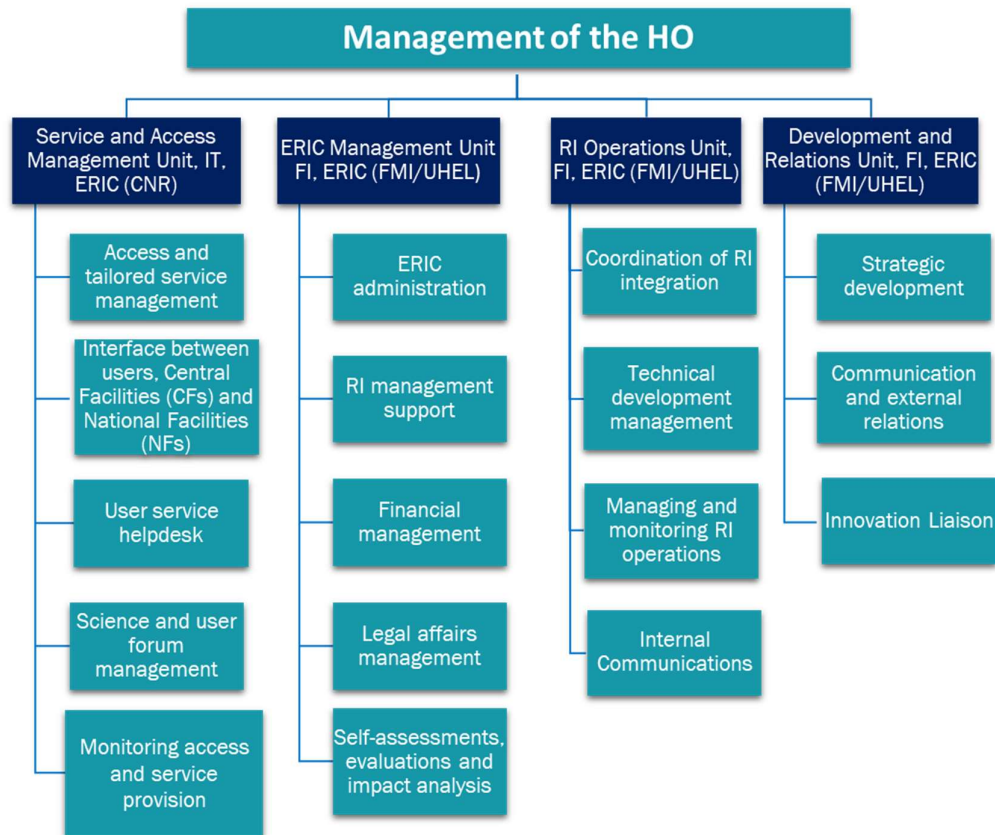 Management of the HO
Service and Access
Management Unit, IT,
ERIC (CNR)
Access and
tailored service
management
Interface between
users, Central
Facilities (CFs) and
National Facilities
(NFs)
User service
helpdesk
Science and user
forum
management
Monitoring access
and service
provision
ERIC Management Unit
FI, ERIC (FMI/UHEL)
ERIC
administration
RI management
support
Financial
management
Legal affairs
management
Self-assessments,
evaluations and
impact analysis
RI Operations Unit,
FI, ERIC (FMI/UHEL)
Coordination of RI
integration
Technical
development
management
Managing and
monitoring RI
operations
Internal
Communications
Development and
Relations Unit, FI, ERIC
(FMI/UHEL)
Strategic
development
Communication
and external
relations
Innovation Liaison